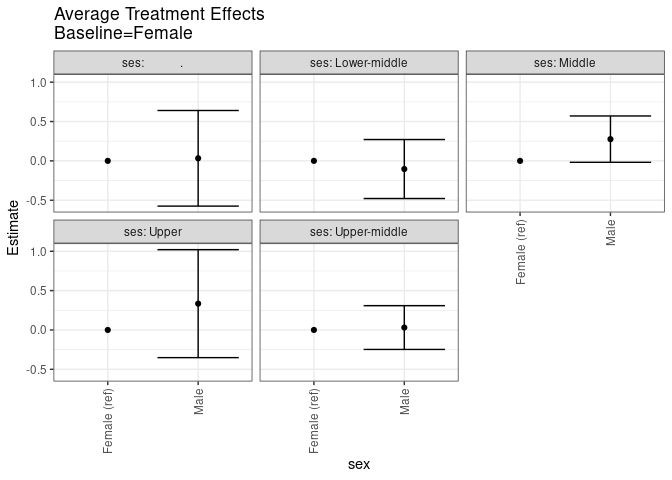 Average Treatment Effects
Baseline=Female
ses: .
ses: Lower-middle
ses: Middle
1.0
0.5
0.0
-0.5
Female (ref)
Male
ses: Upper
ses: Upper-middle
1.0
0.5
0.0
-0.5
Female (ref)
Male
Female (ref)
Male
Estimate
sex